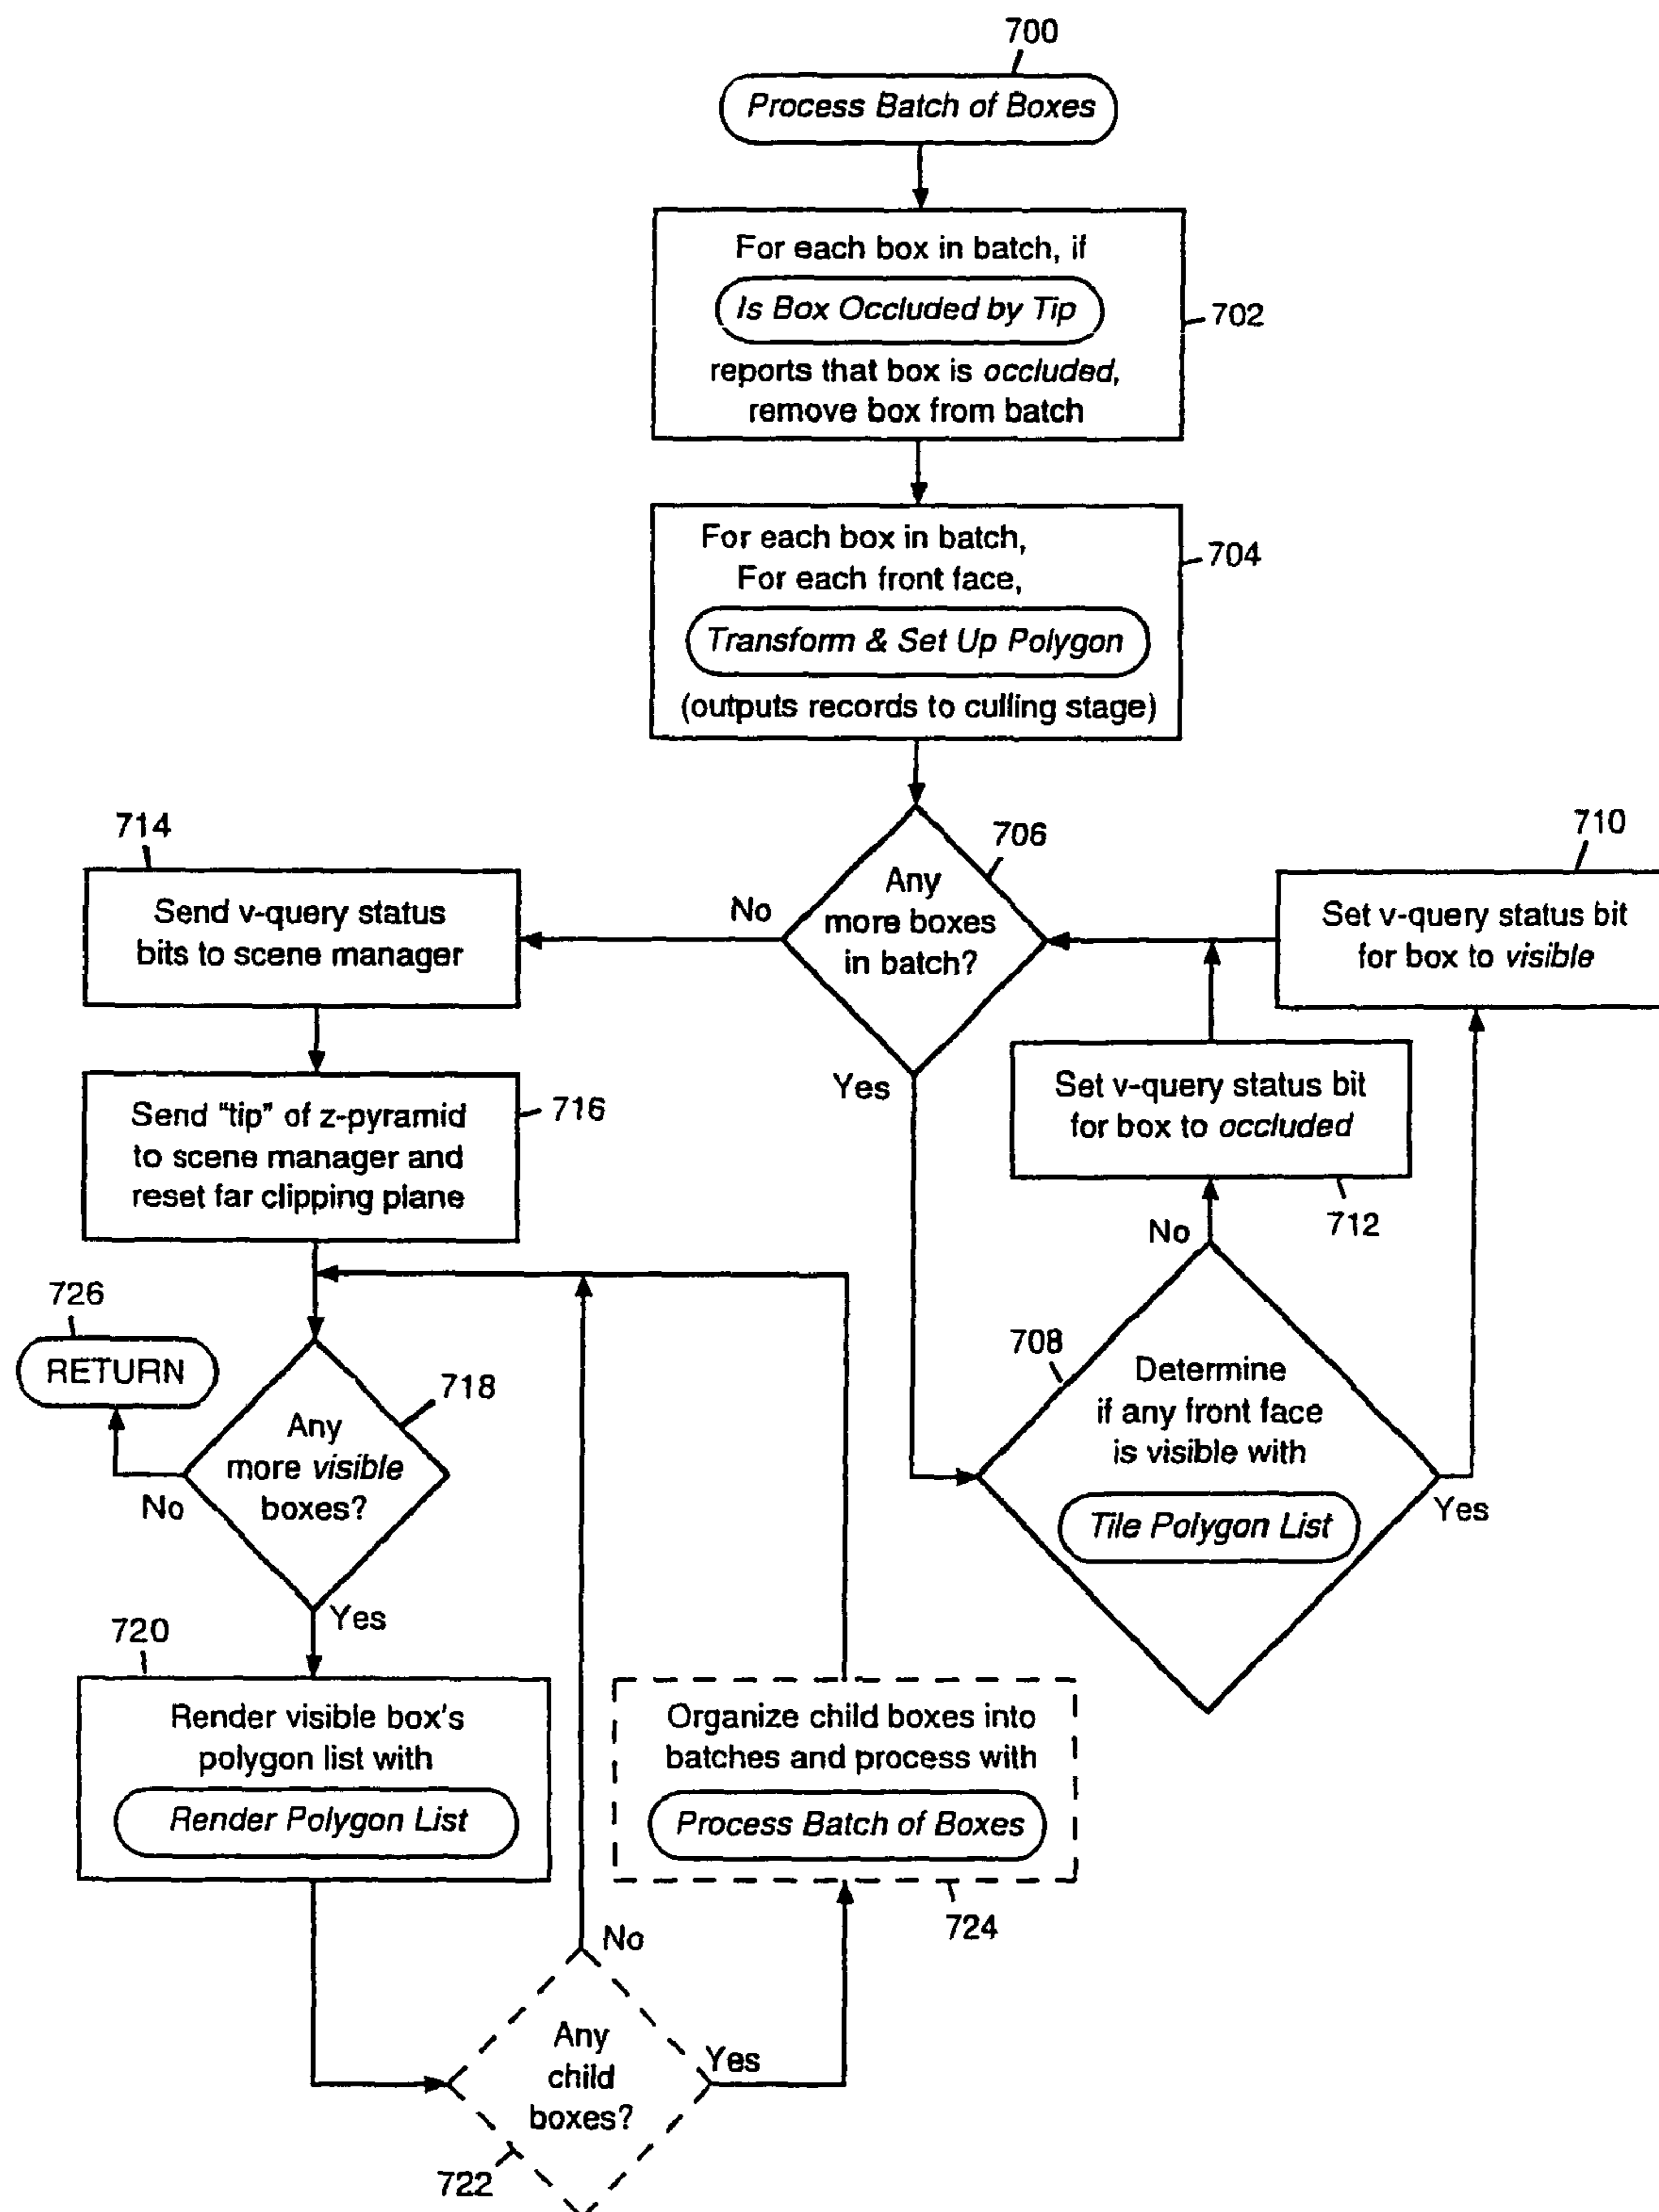 700
Process Batch of Boxes
For each box in batch, if
Is Box Occluded by Tip
reports that box is occluded,
remove box from batch
702
For each box in batch,
For each front face,
Transform & Set Up Polygon
(outputs records to culling stage)
704
706
Any
more boxes
in batch?
No
Yes
714
Send v-query status
bits to scene manager
710
Set v-query status bit
for box to visible
Set v-query status bit
for box to occluded
712
Send "tip" of z-pyramid
to scene manager and
reset far clipping plane
716
No
708
Determine
if any front face
is visible with
Tile Polygon List
Yes
726
RETURN
718
Any
more visible
boxes?
No
Yes
720
Render visible box's
polygon list with
Render Polygon List
Organize child boxes into
batches and process with
Process Batch of Boxes
724
No
Any
child
boxes?
Yes
722